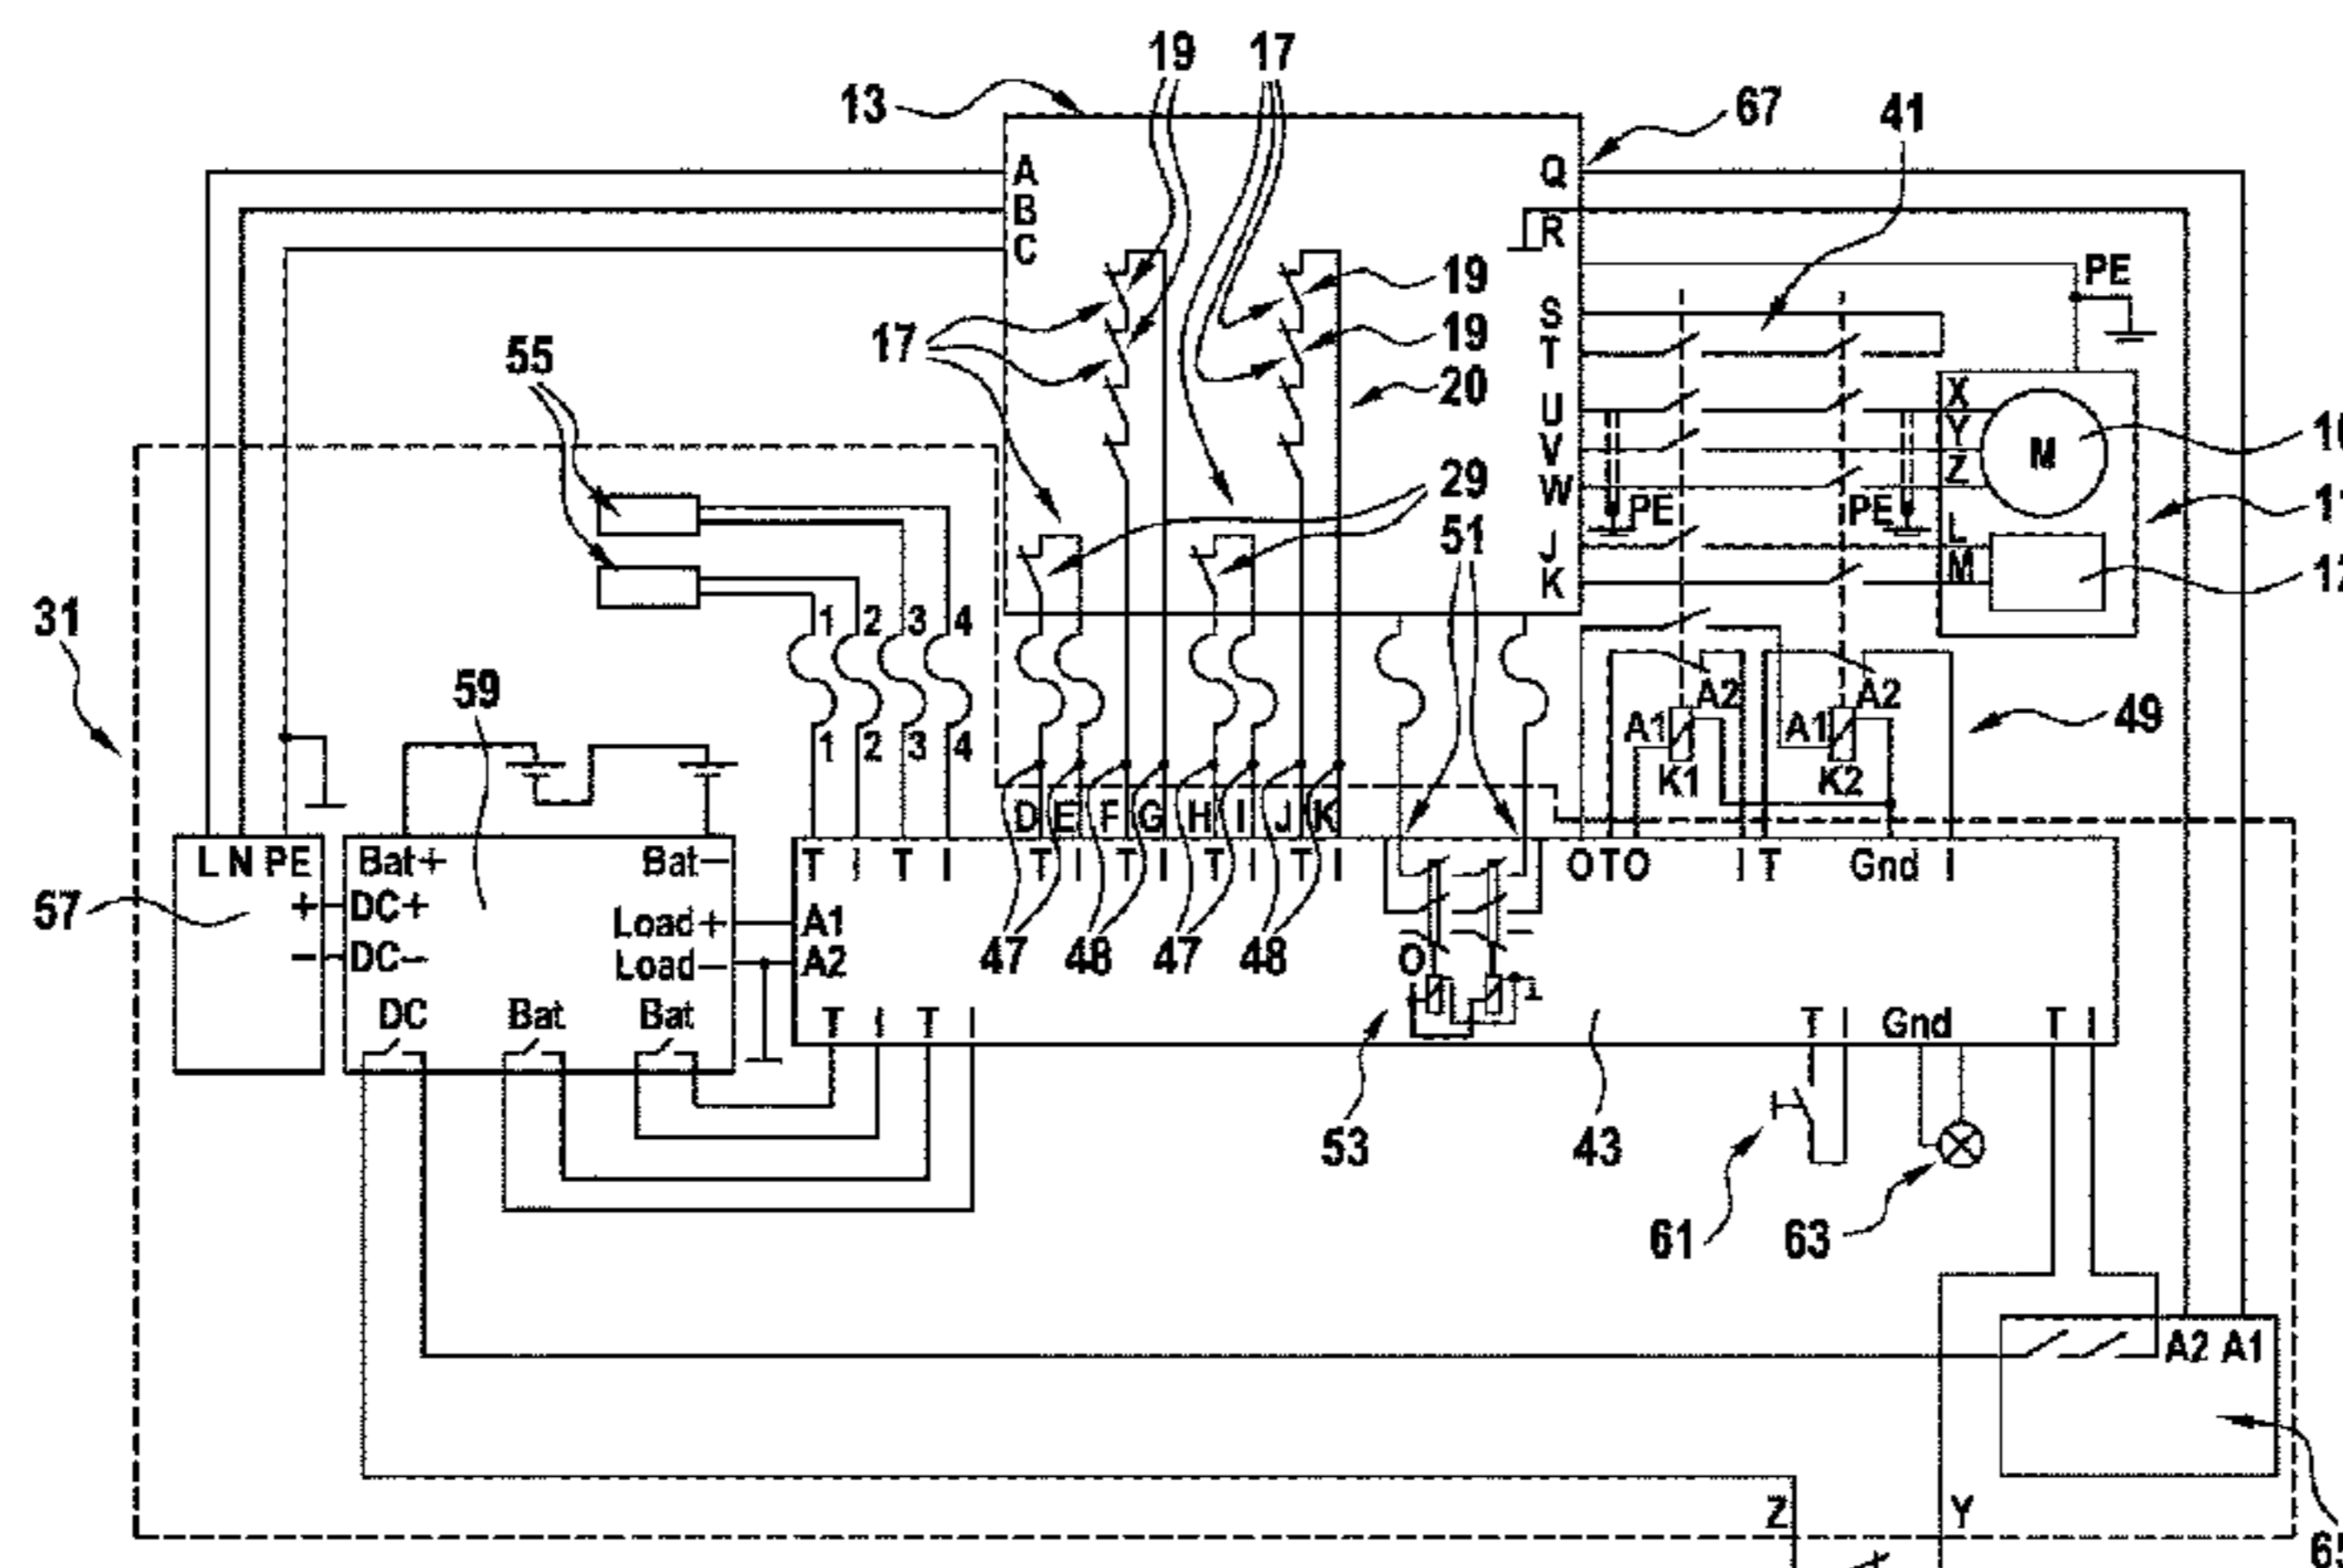 19 17
13 67 41
A Q
B R
C PE
19
S
17 19
T
55 20
X
U Y
V M
Z
29 W PE PE
51 L
J
M
K
31 1 2 3 4
59 A2 A2
A1 A1 49
1 2 3 4 K1 K2
D E F G H I J K
L N PE Bat+ Bat− T I T I T I T I T I T I O T O I T Gnd I
57 + DC+ Load+ A1
− DC− Load− A2 47 48 47 48 O
DC Bat Bat T I T I T I Gnd T I
53 43
61 63
A2 A1
Z Y